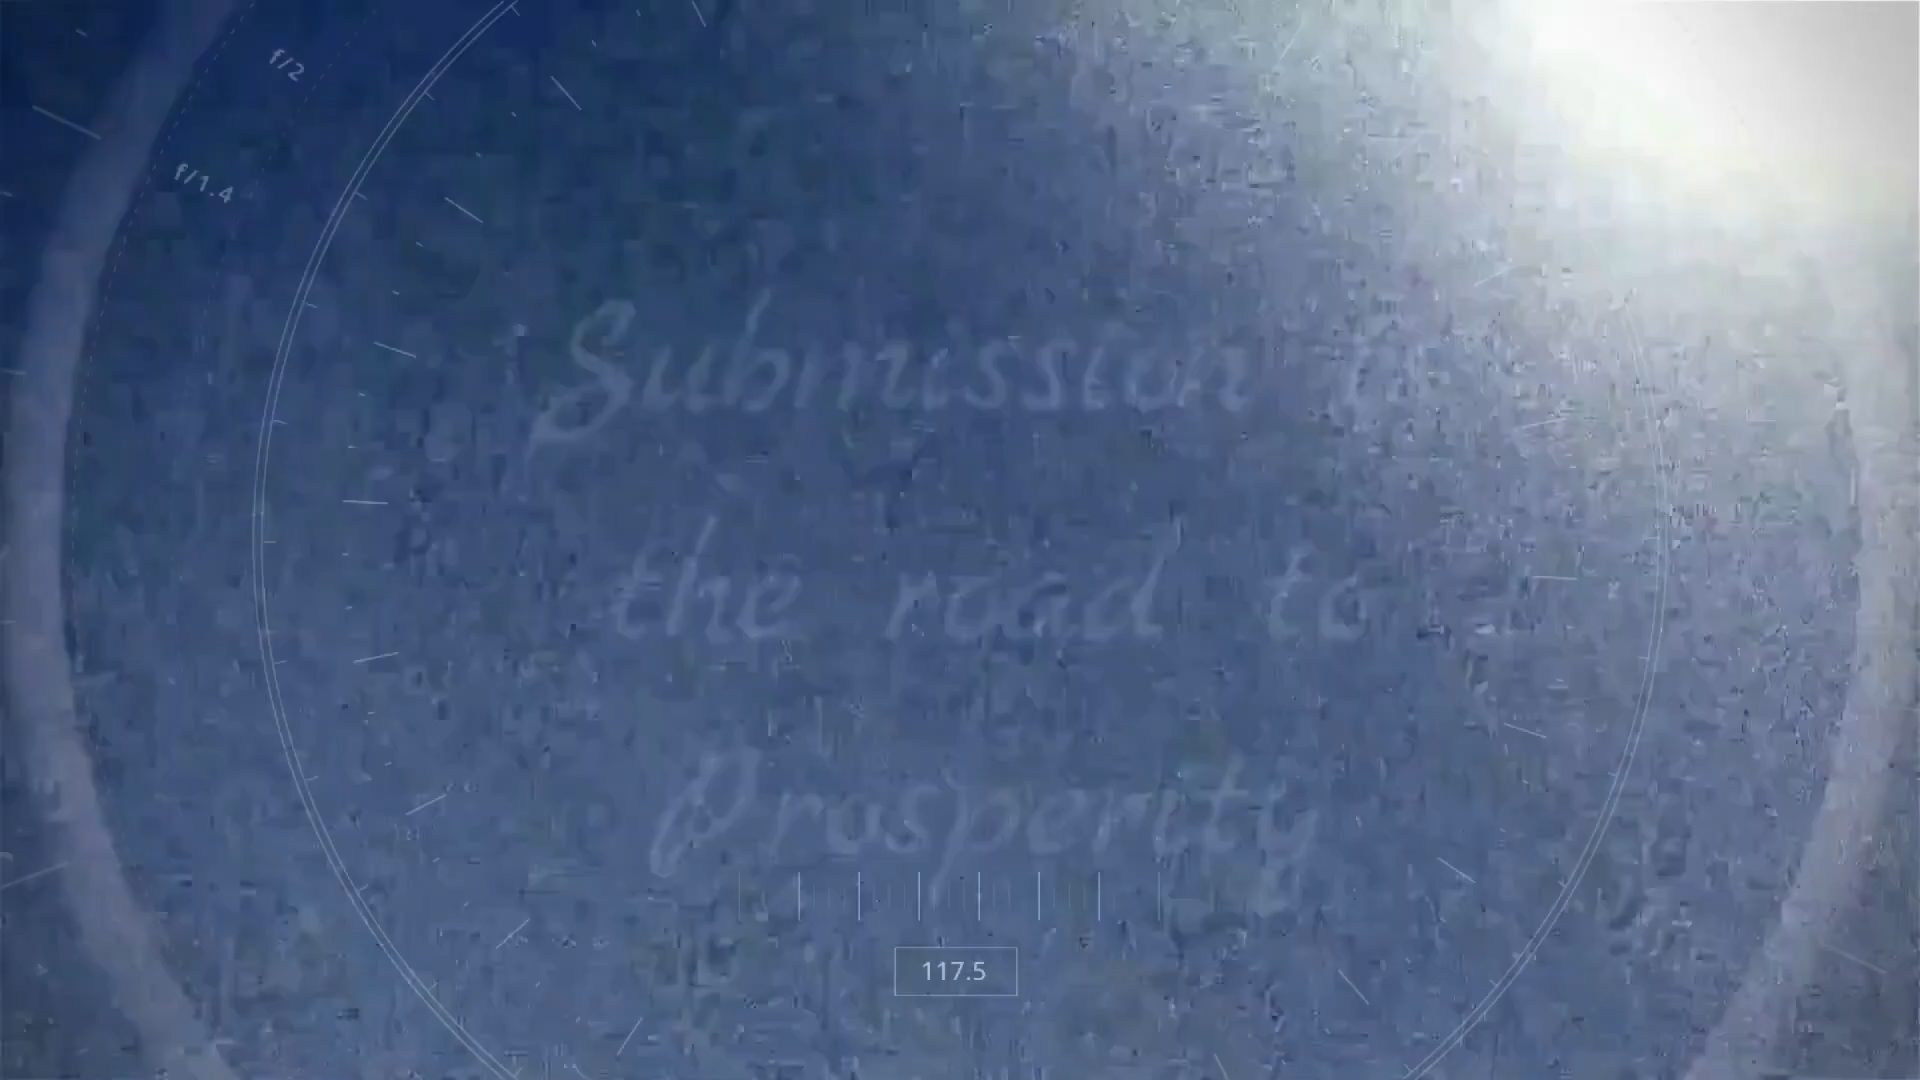 f/2
f/1.4
Submission is
the road to
Prosperity
117.5